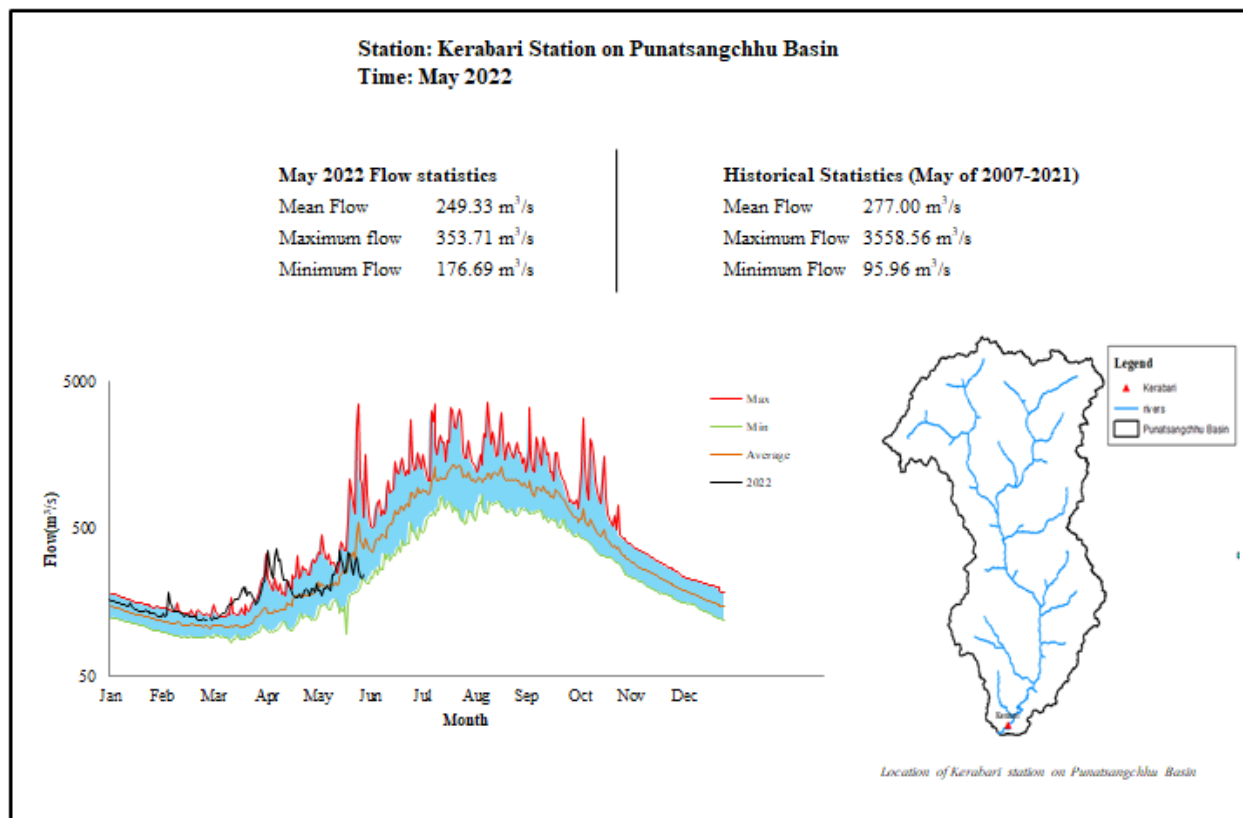 Station: Kerabari Station on Punatsangchhu Basin
Time: May 2022
May 2022 Flow statistics
Mean Flow 249.33 m³/s
Maximum flow 353.71 m³/s
Minimum Flow 176.69 m³/s
Historical Statistics (May of 2007-2021)
Mean Flow 277.00 m³/s
Maximum Flow 3558.56 m³/s
Minimum Flow 95.96 m³/s
5000
500
50
Flow(m³/s)
Jan Feb Mar Apr May Jun Jul Aug Sep Oct Nov Dec
Month
Max
Min
Average
2022
Legend
Kerabari
rivers
Punatsangchhu Basin
Kerabari
Location of Kerabari station on Punatsangchhu Basin